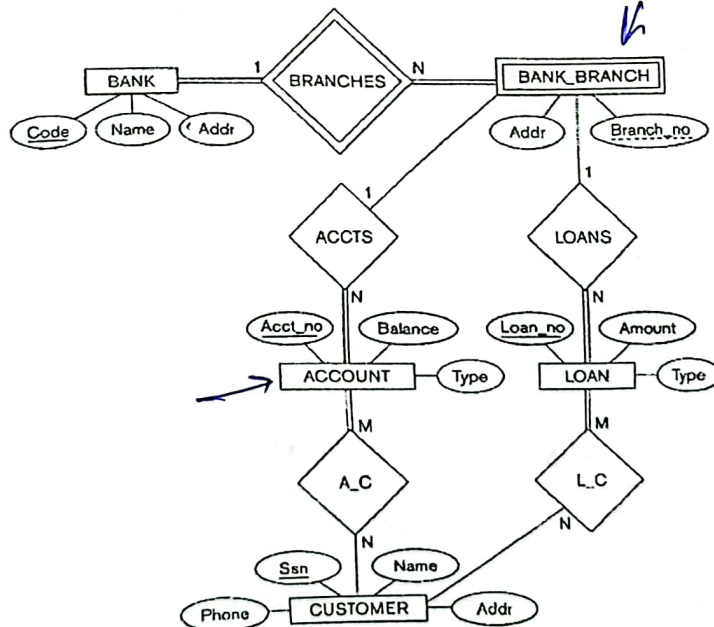 1 N
BANK BRANCHES BANK_BRANCH
Code Name Addr Addr Branch_no
1 1
ACCTS LOANS
N N
Acct_no Balance Loan_no Amount
ACCOUNT Type LOAN Type
M M
A_C L_C
N N
Ssn Name
Phone CUSTOMER Addr